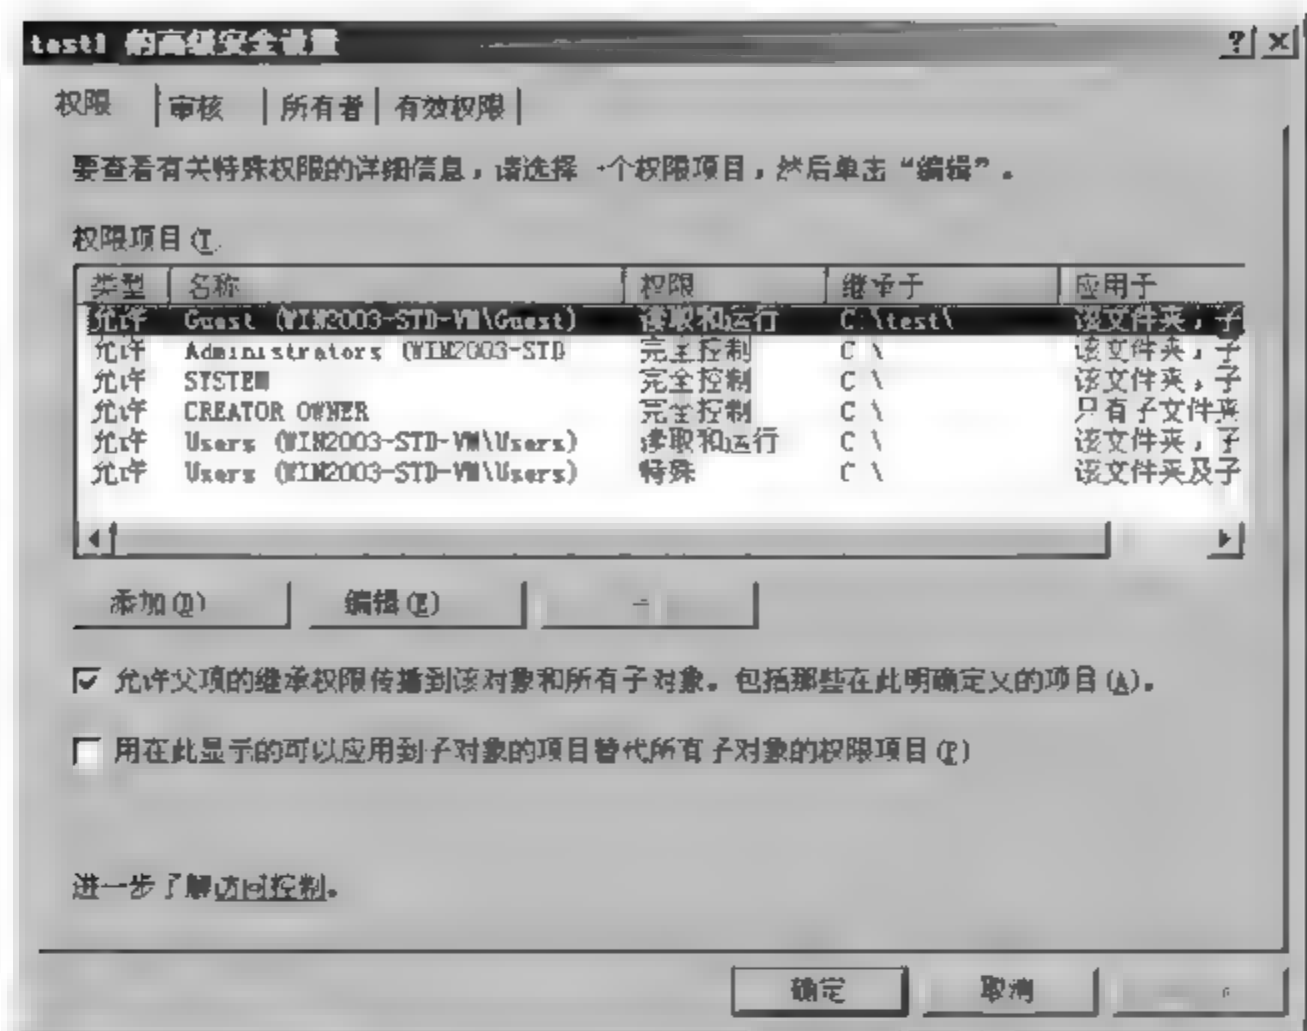 test1 的高级安全设置
权限 审核 所有者 有效权限
要查看有关特殊权限的详细信息，请选择一个权限项目，然后单击“编辑”。
权限项目(T
类型 名称 权限 继承于 应用于
允许 Guest (WIN2003-STD-VM\Guest) 读取和运行 C:\test\ 该文件夹，子
允许 Administrators (WIN2003-STD 完全控制 C \ 该文件夹，子
允许 SYSTEM 完全控制 C \ 该文件夹，子
允许 CREATOR OWNER 完全控制 C \ 只有子文件夹
允许 Users (WIN2003-STD-VM\Users) 读取和运行 C \ 该文件夹，子
允许 Users (WIN2003-STD-VM\Users) 特殊 C \ 该文件夹及子
添加(D) 编辑(E)
允许父项的继承权限传播到该对象和所有子对象。包括那些在此明确定义的项目(A)。
用在此显示的可以应用到子对象的项目替代所有子对象的权限项目(P)
进一步了解访问控制。
确定 取消